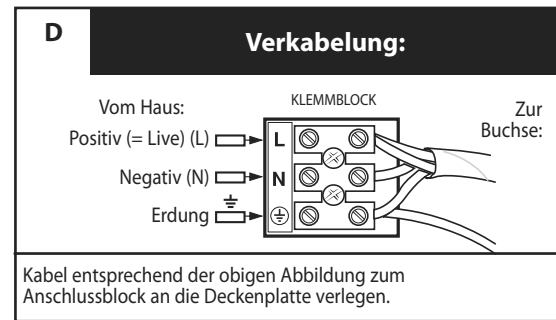 D
Verkabelung:
Vom Haus:
KLEMMBLOCK
Zur
Buchse:
Positiv (= Live) (L)
L
Negativ (N)
N
Erdung
Kabel entsprechend der obigen Abbildung zum
Anschlussblock an die Deckenplatte verlegen.